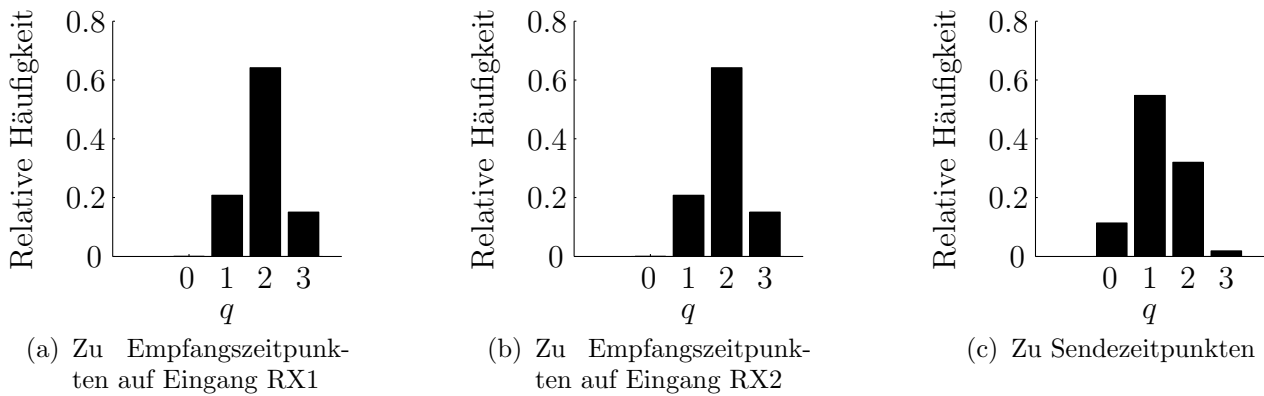 Relative Häufigkeit
0.8
0.6
0.4
0.2
0
0 1 2 3
q
(a) Zu Empfangszeitpunk-
ten auf Eingang RX1
Relative Häufigkeit
0.8
0.6
0.4
0.2
0
0 1 2 3
q
(b) Zu Empfangszeitpunk-
ten auf Eingang RX2
Relative Häufigkeit
0.8
0.6
0.4
0.2
0
0 1 2 3
q
(c) Zu Sendezeitpunkten